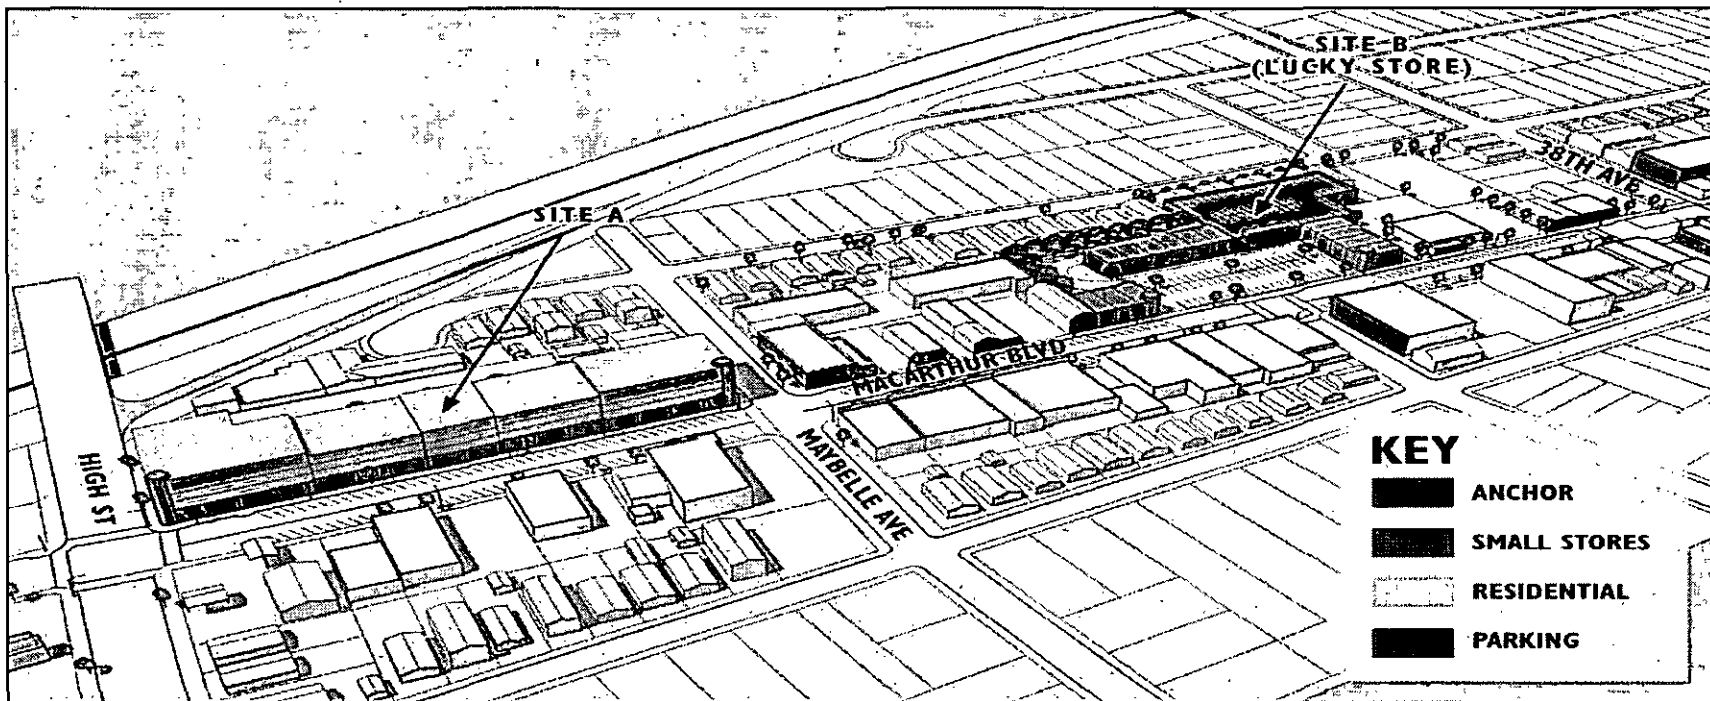 SITE B
(LUCKY STORE)
38TH AVE
SITE A
MACARTHUR BLVD
HIGH ST
MAYBELLE AVE
KEY
ANCHOR
SMALL STORES
RESIDENTIAL
PARKING